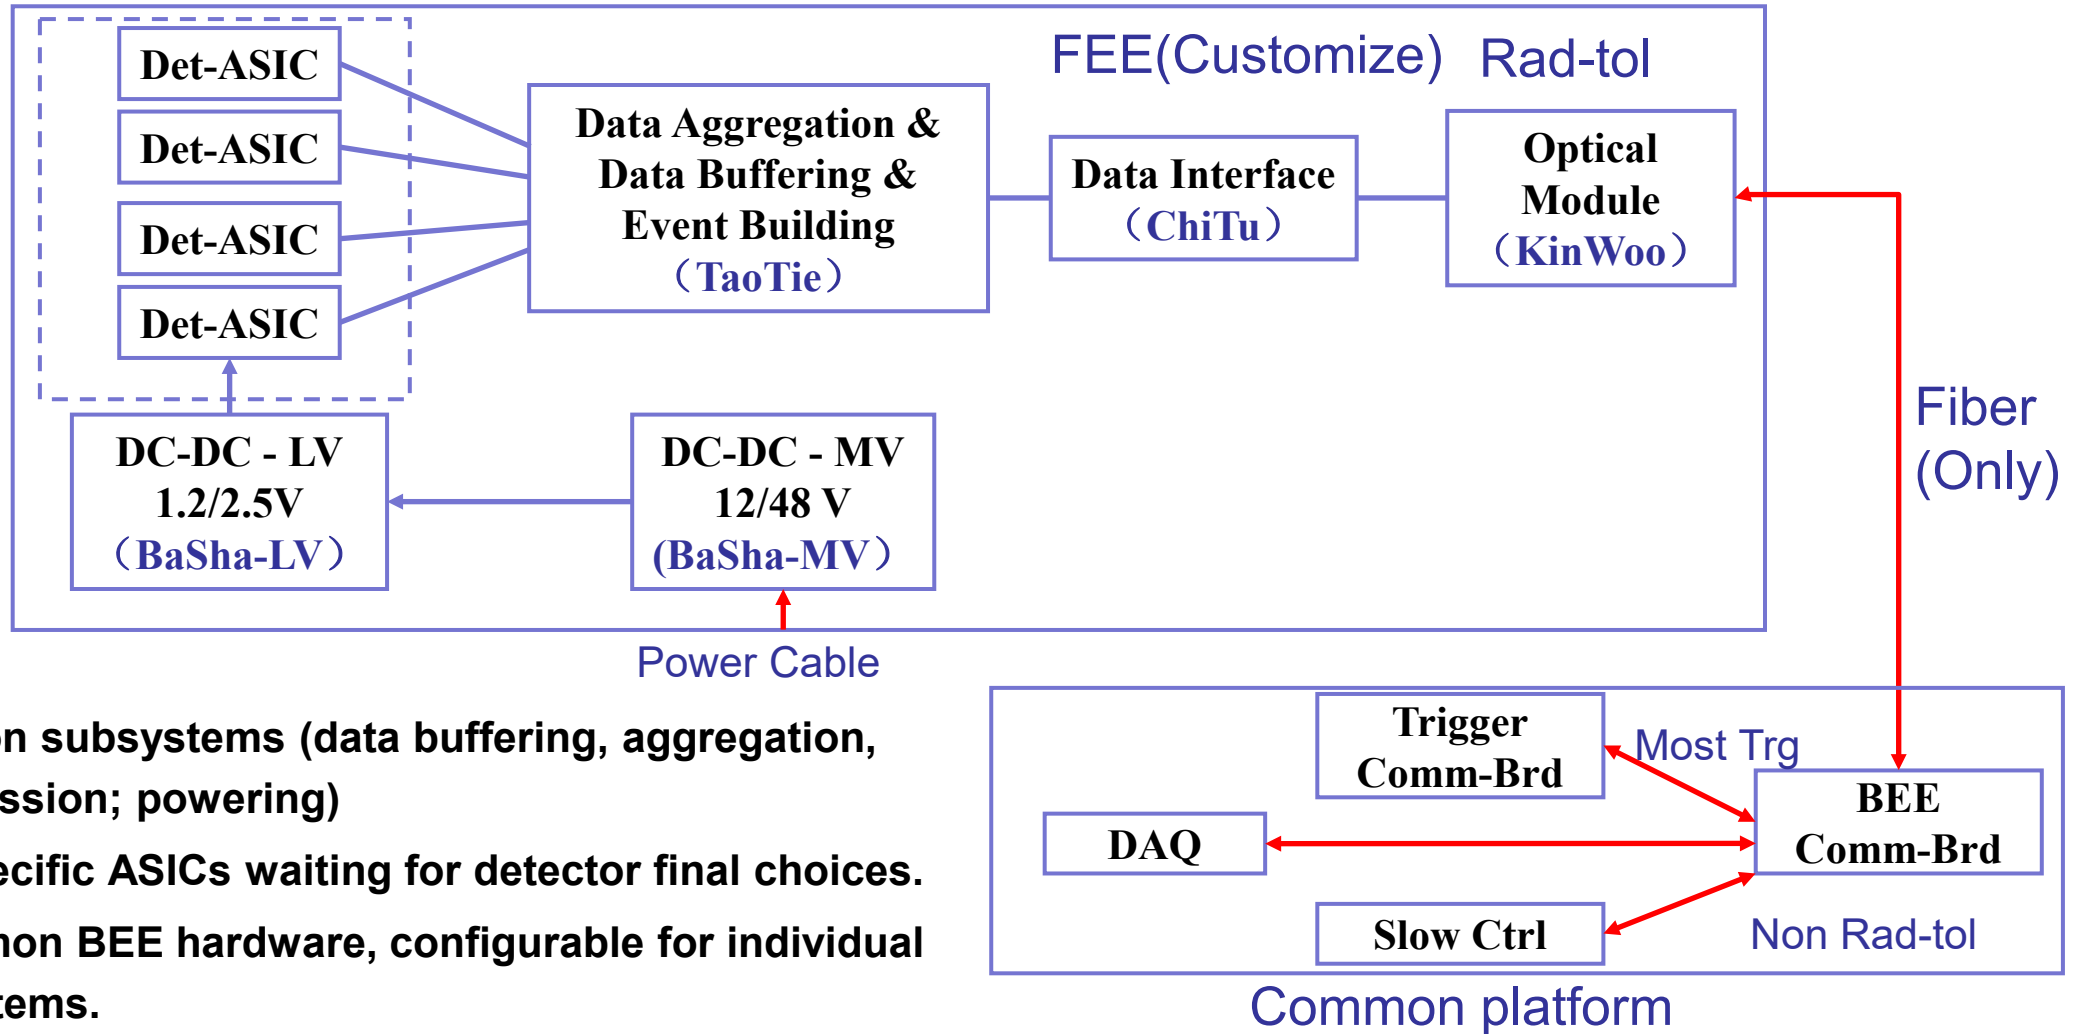 FEE(Customize) Rad-tol
Det-ASIC
Det-ASIC
Det-ASIC
Det-ASIC
Data Aggregation &
Data Buffering &
Event Building
（TaoTie）
Data Interface
（ChiTu）
Optical
Module
（KinWoo）
DC-DC - LV
1.2/2.5V
（BaSha-LV）
DC-DC - MV
12/48 V
(BaSha-MV）
Fiber
(Only)
Power Cable
on subsystems (data buffering, aggregation,
ssion; powering)
ecific ASICs waiting for detector final choices.
mon BEE hardware, configurable for individual
tems.
Trigger
Comm-Brd
Most Trg
DAQ
BEE
Comm-Brd
Slow Ctrl
Non Rad-tol
Common platform